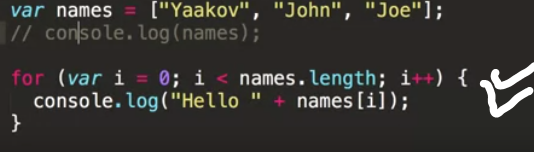 var names = ["Yaakov", "John", "Joe"];
// console.log(names);
for (var i = 0; i < names.length; i++) {
console.log("Hello " + names[i]);
}